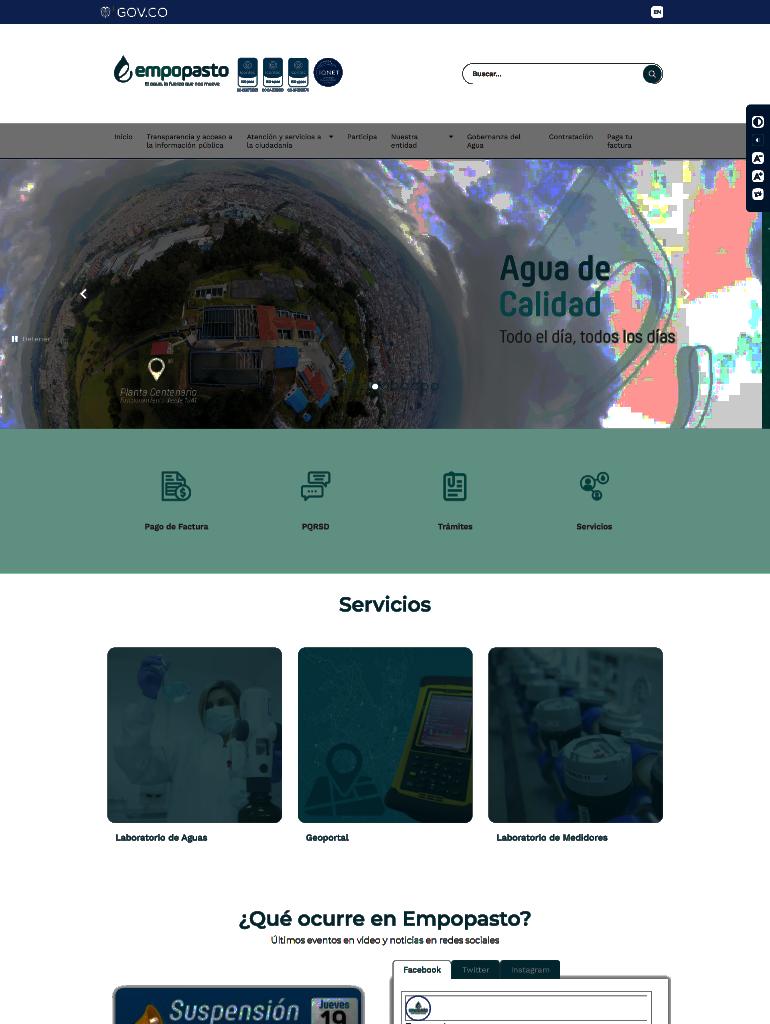 GOV.CO
EN
empopasto
El agua, la fuerza que nos mueve
IQNET
Buscar...
Inicio
Transparencia y acceso a
la información pública
Atención y servicios a
la ciudadanía
Participa
Nuestra
entidad
Gobernanza del
Agua
Contratación
Paga tu
factura
Agua de
Calidad
Todo el día, todos los días
Detener
Planta Centenario
Pago de Factura
PQRSD
Trámites
Servicios
Servicios
Laboratorio de Aguas
Geoportal
Laboratorio de Medidores
¿Qué ocurre en Empopasto?
Últimos eventos en video y noticias en redes sociales
Facebook
Twitter
Instagram
Suspensión
Jueves
19